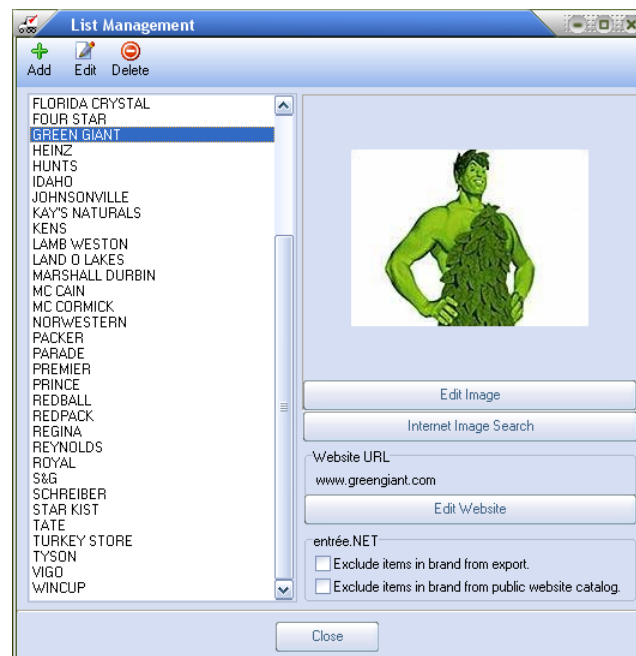 List Management
Add Edit Delete
FLORIDA CRYSTAL
FOUR STAR
GREEN GIANT
HEINZ
HUNTS
IDAHO
JOHNSONVILLE
KAY'S NATURALS
KENS
LAMB WESTON
LAND O LAKES
MARSHALL DURBIN
MC CAIN
MC CORMICK
NORWESTERN
PACKER
PARADE
PREMIER
PRINCE
REDBALL
REDPACK
REGINA
REYNOLDS
ROYAL
S&G
SCHREIBER
STAR KIST
TATE
TURKEY STORE
TYSON
VIGO
WINCUP
Edit Image
Internet Image Search
Website URL
www.greengiant.com
Edit Website
entrée.NET
Exclude items in brand from export.
Exclude items in brand from public website catalog.
Close